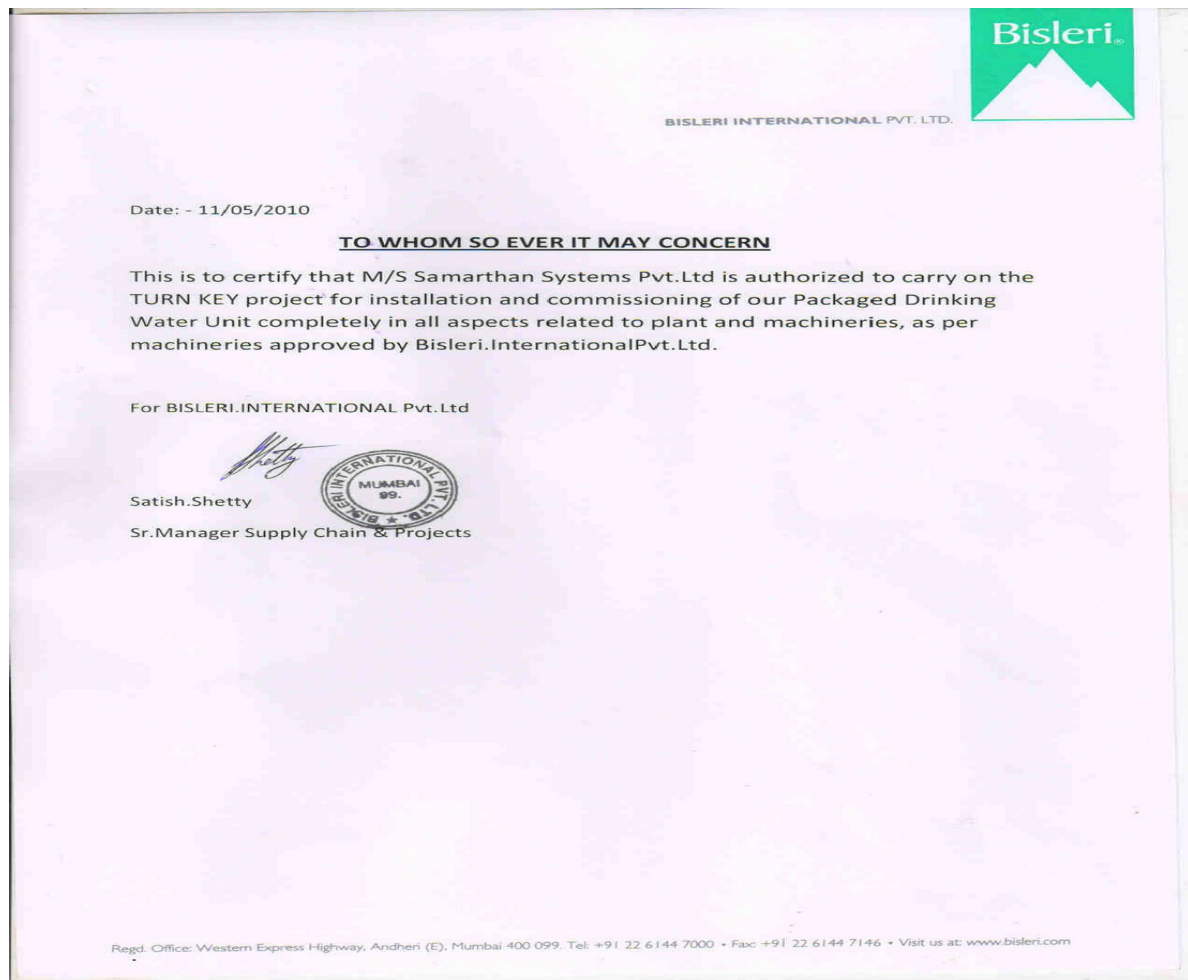 Bisleri®
BISLERI INTERNATIONAL PVT. LTD.
Date: - 11/05/2010
TO WHOM SO EVER IT MAY CONCERN
This is to certify that M/S Samarthan Systems Pvt.Ltd is authorized to carry on the
TURN KEY project for installation and commissioning of our Packaged Drinking
Water Unit completely in all aspects related to plant and machineries, as per
machineries approved by Bisleri.InternationalPvt.Ltd.
For BISLERI.INTERNATIONAL Pvt.Ltd
Shetty
BISLERI INTERNATIONAL PVT. LTD. ★
MUMBAI
99.
Satish.Shetty
Sr.Manager Supply Chain & Projects
Regd. Office: Western Express Highway, Andheri (E), Mumbai 400 099. Tel: +91 22 6144 7000 • Fax: +91 22 6144 7146 • Visit us at: www.bisleri.com